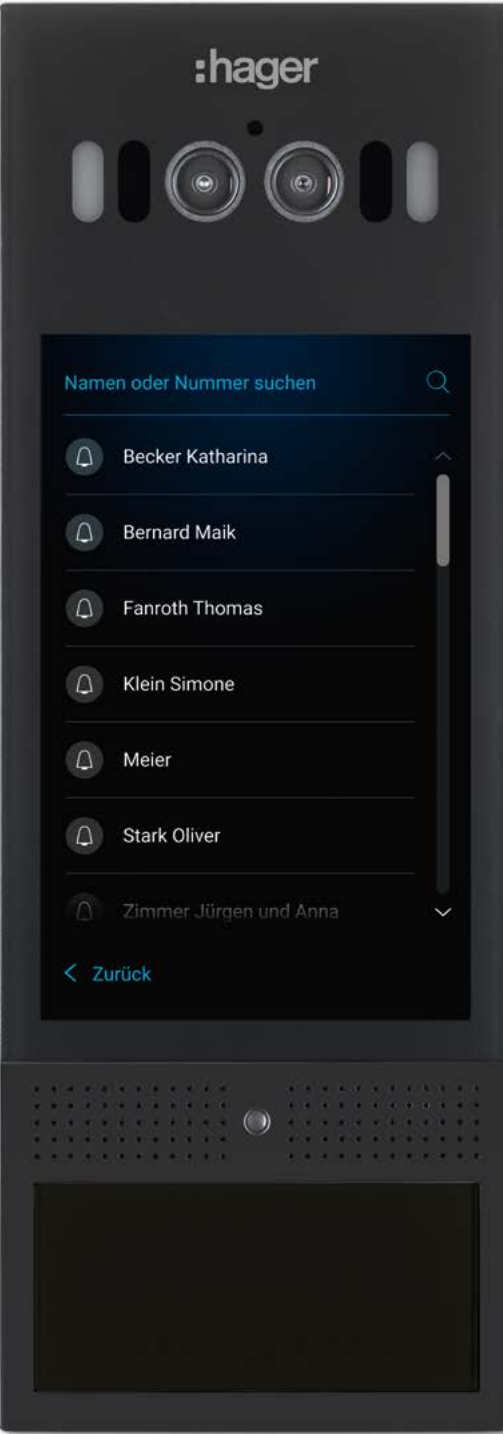 :hager
Namen oder Nummer suchen
Becker Katharina
Bernard Maik
Fanroth Thomas
Klein Simone
Meier
Stark Oliver
Zimmer Jürgen und Anna
Zurück